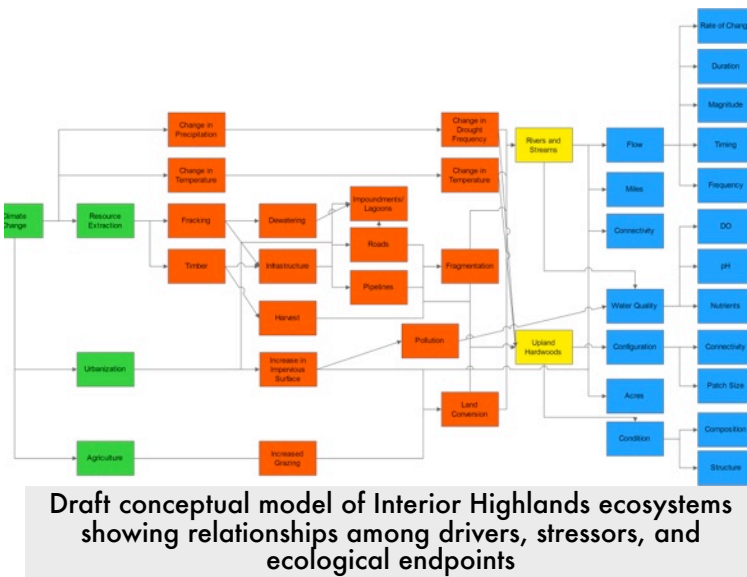 Rate of Chang
Duration
Magnitude
Change in
Precipitation
Change in
Drought
Frequency
Rivers and
Streams
Flow
Timing
Change in
Temperature
Change in
Temperature
Miles
Frequency
Climate
Change
Resource
Extraction
Fracking
Dewatering
Impoundments/
Lagoons
Connectivity
DO
Roads
Timber
Infrastructure
Fragmentation
pH
Pipelines
Water Quality
Nutrients
Harvest
Pollution
Upland
Hardwoods
Configuration
Connectivity
Urbanization
Increase in
Impervious
Surface
Patch Size
Acres
Land
Conversion
Composition
Condition
Agriculture
Increased
Grazing
Structure
Draft conceptual model of Interior Highlands ecosystems
showing relationships among drivers, stressors, and
ecological endpoints